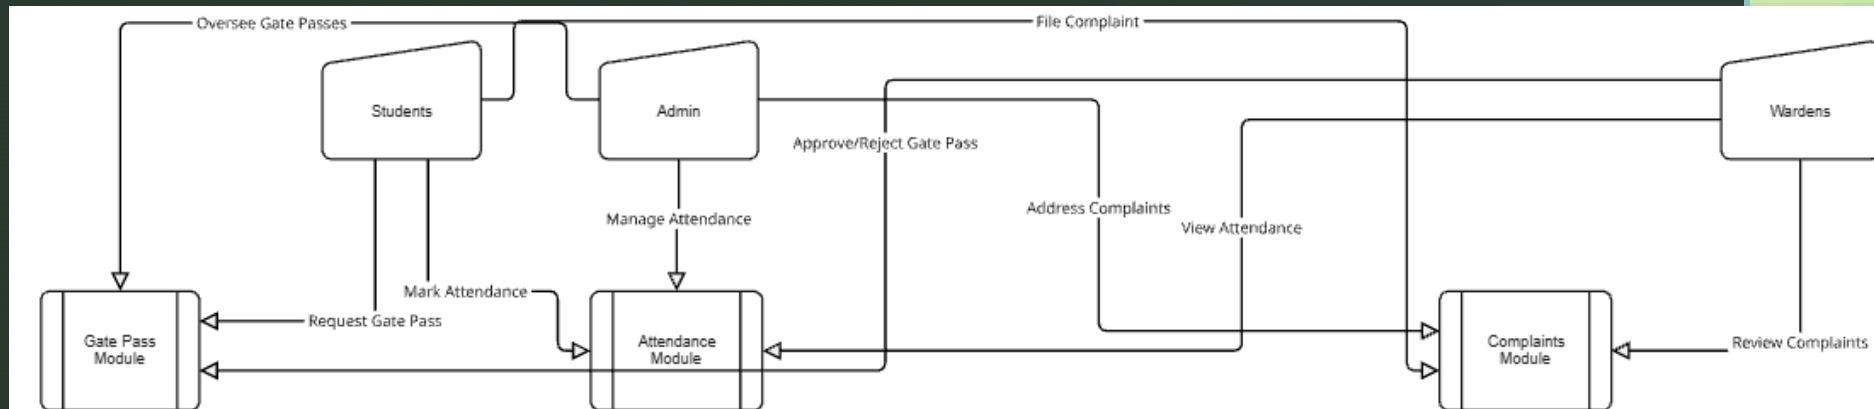 Oversee Gate Passes
File Complaint
Students
Admin
Wardens
Approve/Reject Gate Pass
Manage Attendance
Address Complaints
View Attendance
Mark Attendance
Request Gate Pass
Gate Pass
Module
Attendance
Module
Complaints
Module
Review Complaints